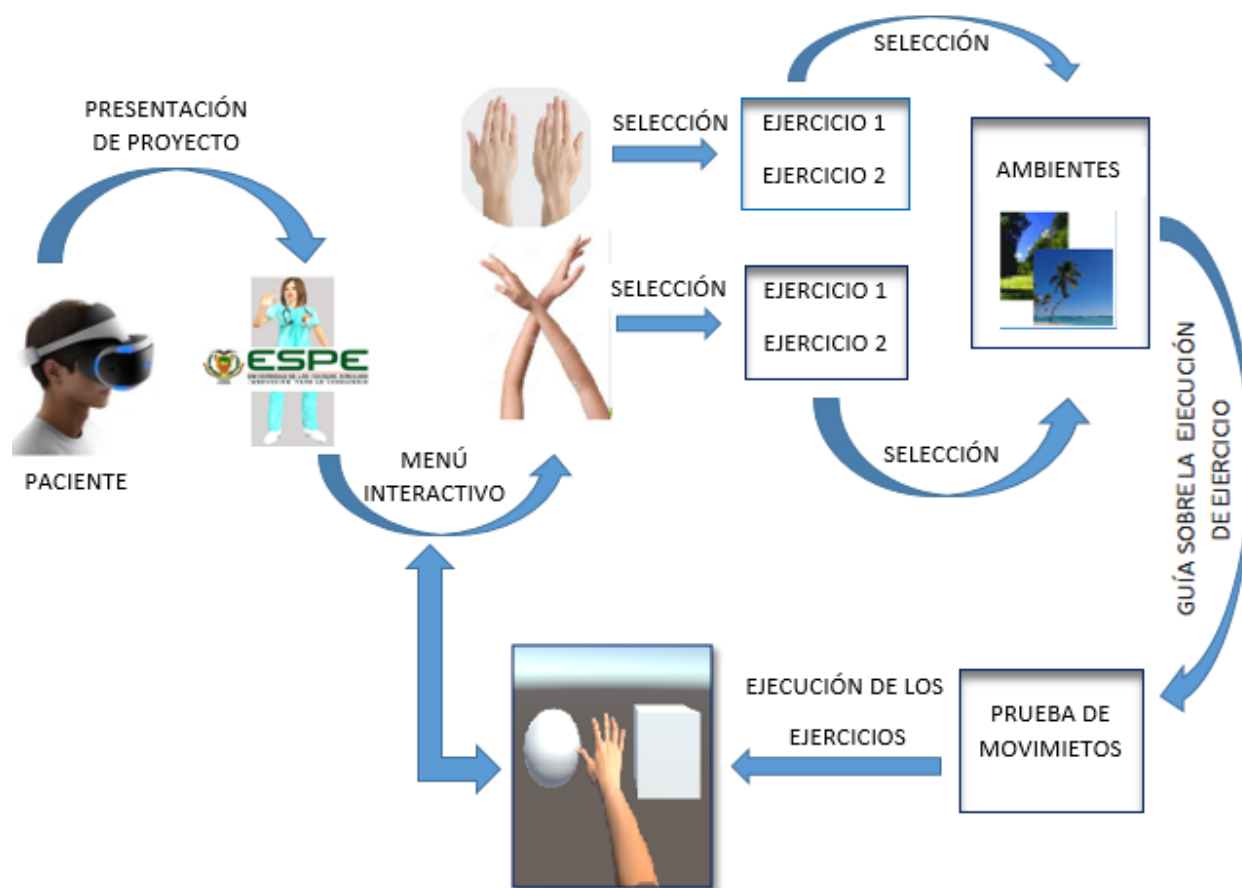 PRESENTACIÓN
DE PROYECTO
PACIENTE
ESPE
MENÚ
INTERACTIVO
SELECCIÓN
EJERCICIO 1
EJERCICIO 2
SELECCIÓN
EJERCICIO 1
EJERCICIO 2
SELECCIÓN
SELECCIÓN
AMBIENTES
GUÍA SOBRE LA EJECUCIÓN
DE EJERCICIO
PRUEBA DE
MOVIMIETOS
EJECUCIÓN DE LOS
EJERCICIOS